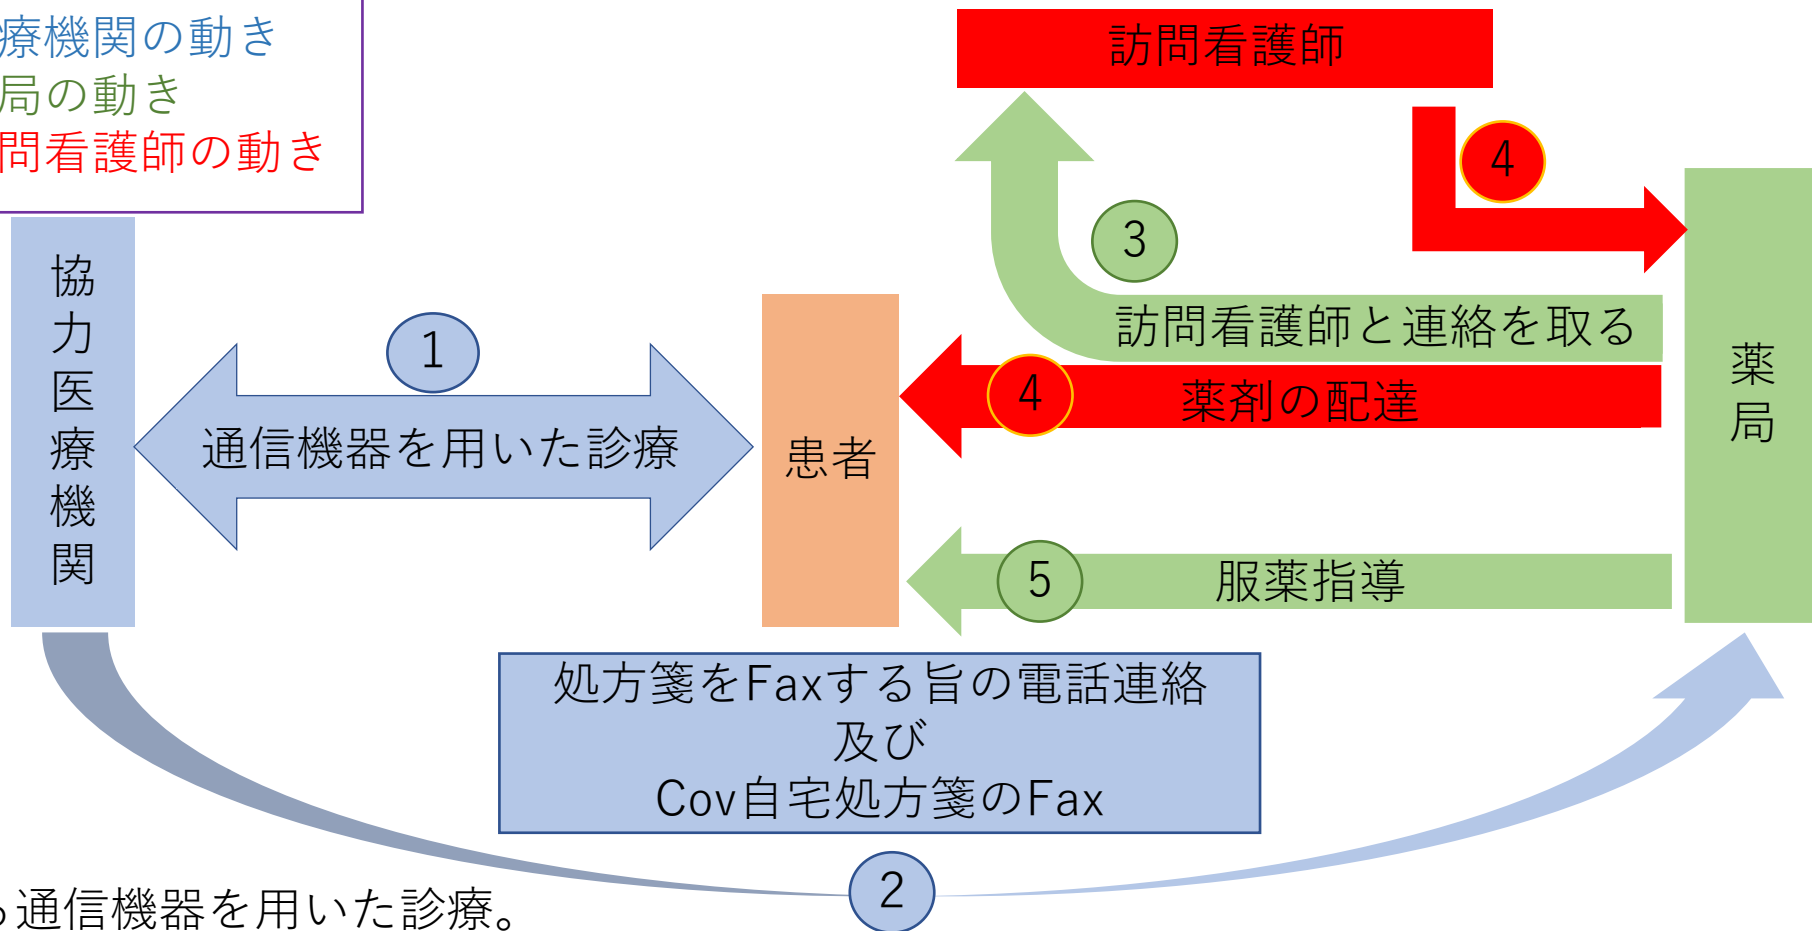 療機関の動き
局の動き
問看護師の動き
訪問看護師
4
3
訪問看護師と連絡を取る
4
薬剤の配達
薬局
協力医療機関
1
通信機器を用いた診療
患者
5
服薬指導
処方箋をFaxする旨の電話連絡
及び
Cov自宅処方箋のFax
2
通信機器を用いた診療。